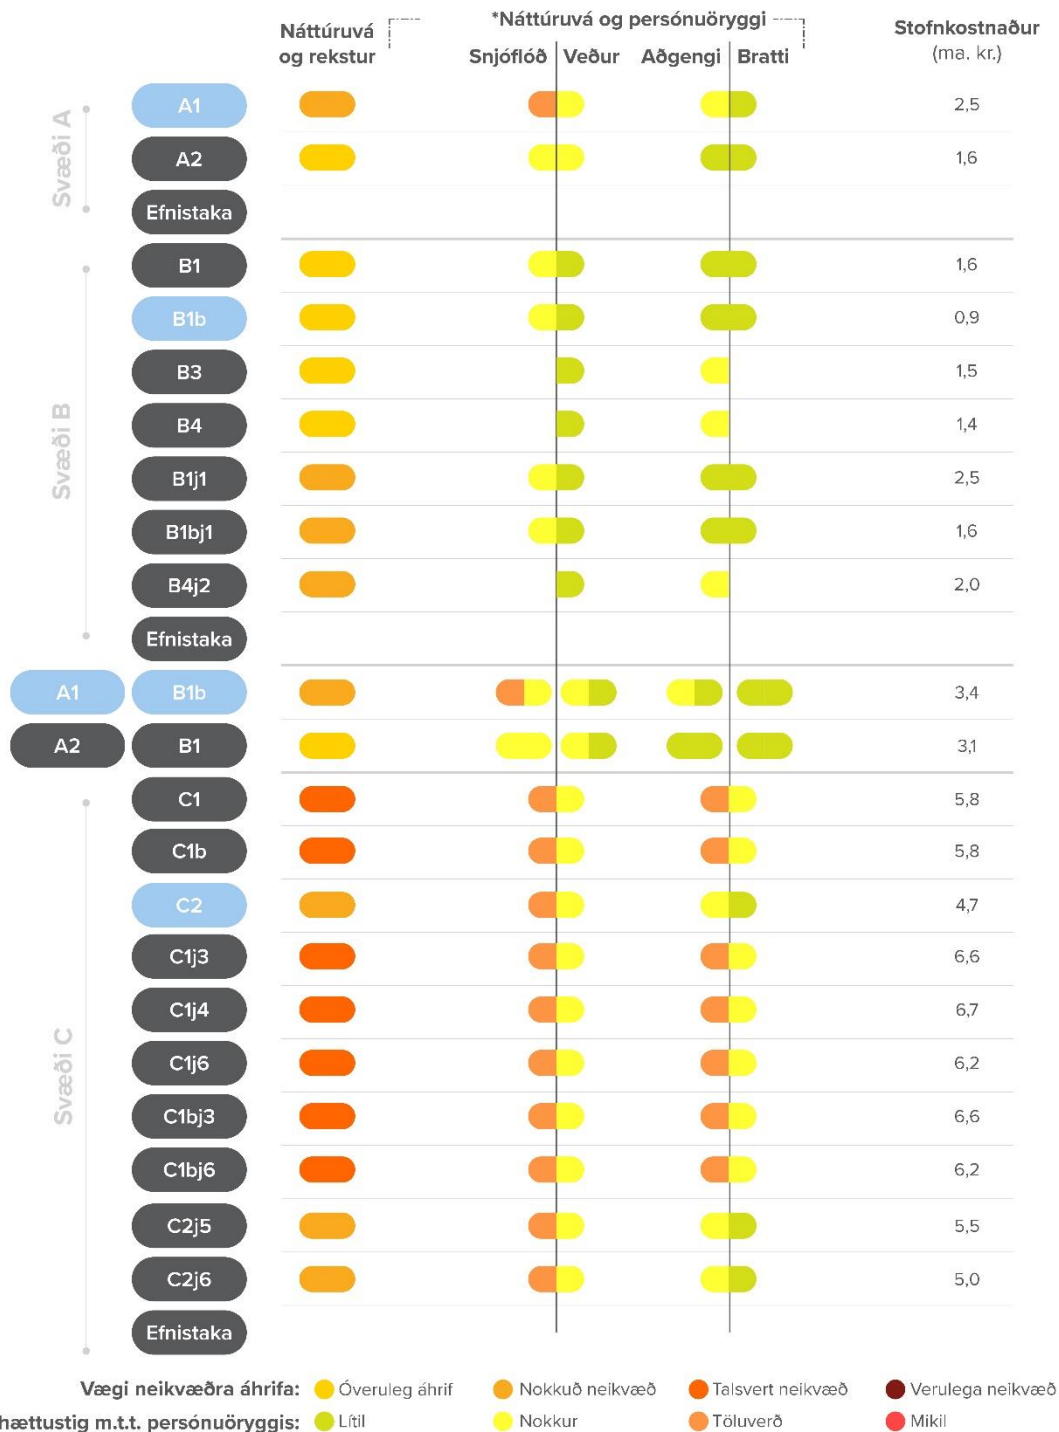 Náttúruvá og rekstur
*Náttúruvá og persónuöryggi
Stofnkostnaður (ma. kr.)
Snjóflóð Veður Aðgengi Bratti
Svæði A
A1 2,5
A2 1,6
Efnistaka
Svæði B
B1 1,6
B1b 0,9
B3 1,5
B4 1,4
B1j1 2,5
B1bj1 1,6
B4j2 2,0
Efnistaka
A1 B1b 3,4
A2 B1 3,1
Svæði C
C1 5,8
C1b 5,8
C2 4,7
C1j3 6,6
C1j4 6,7
C1j6 6,2
C1bj3 6,6
C1bj6 6,2
C2j5 5,5
C2j6 5,0
Efnistaka
Vægi neikvæðra áhrifa: Óveruleg áhrif Nokkuð neikvæð Talsvert neikvæð Verulega neikvæð
hættustig m.t.t. persónuöryggis: Lítil Nokkur Töluverð Mikil